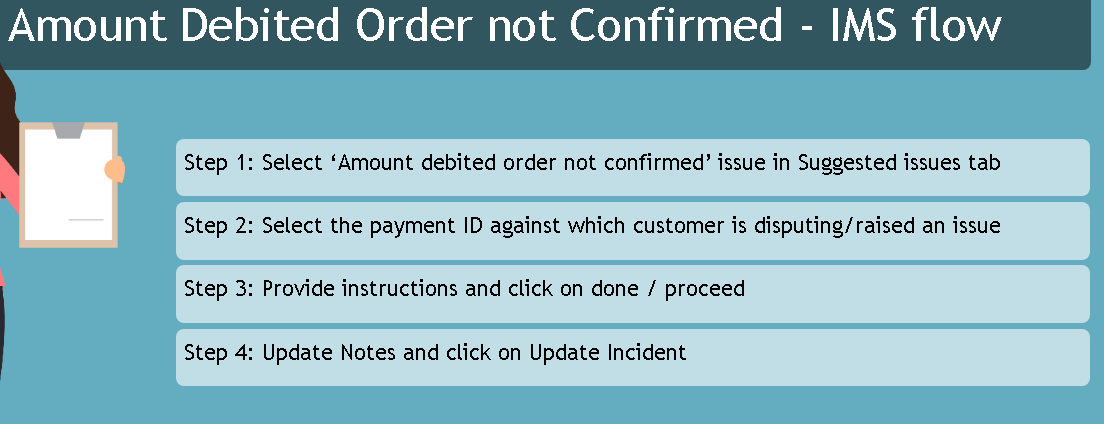 Amount Debited Order not Confirmed - IMS flow
Step 1: Select ‘Amount debited order not confirmed’ issue in Suggested issues tab
Step 2: Select the payment ID against which customer is disputing/raised an issue
Step 3: Provide instructions and click on done / proceed
Step 4: Update Notes and click on Update Incident